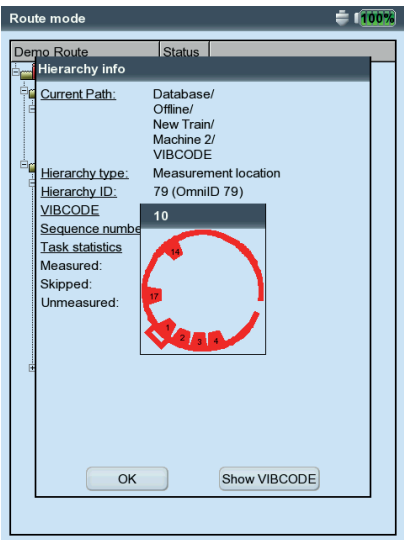 Route mode
100%
Demo Route Status
Hierarchy info
Current Path: Database/
Offline/
New Train/
Machine 2/
VIBCODE
Hierarchy type: Measurement location
Hierarchy ID: 79 (OmniID 79)
VIBCODE
10
Sequence numbe
Task statistics
14
Measured:
Skipped:
17
Unmeasured:
1
2
3
4
OK Show VIBCODE